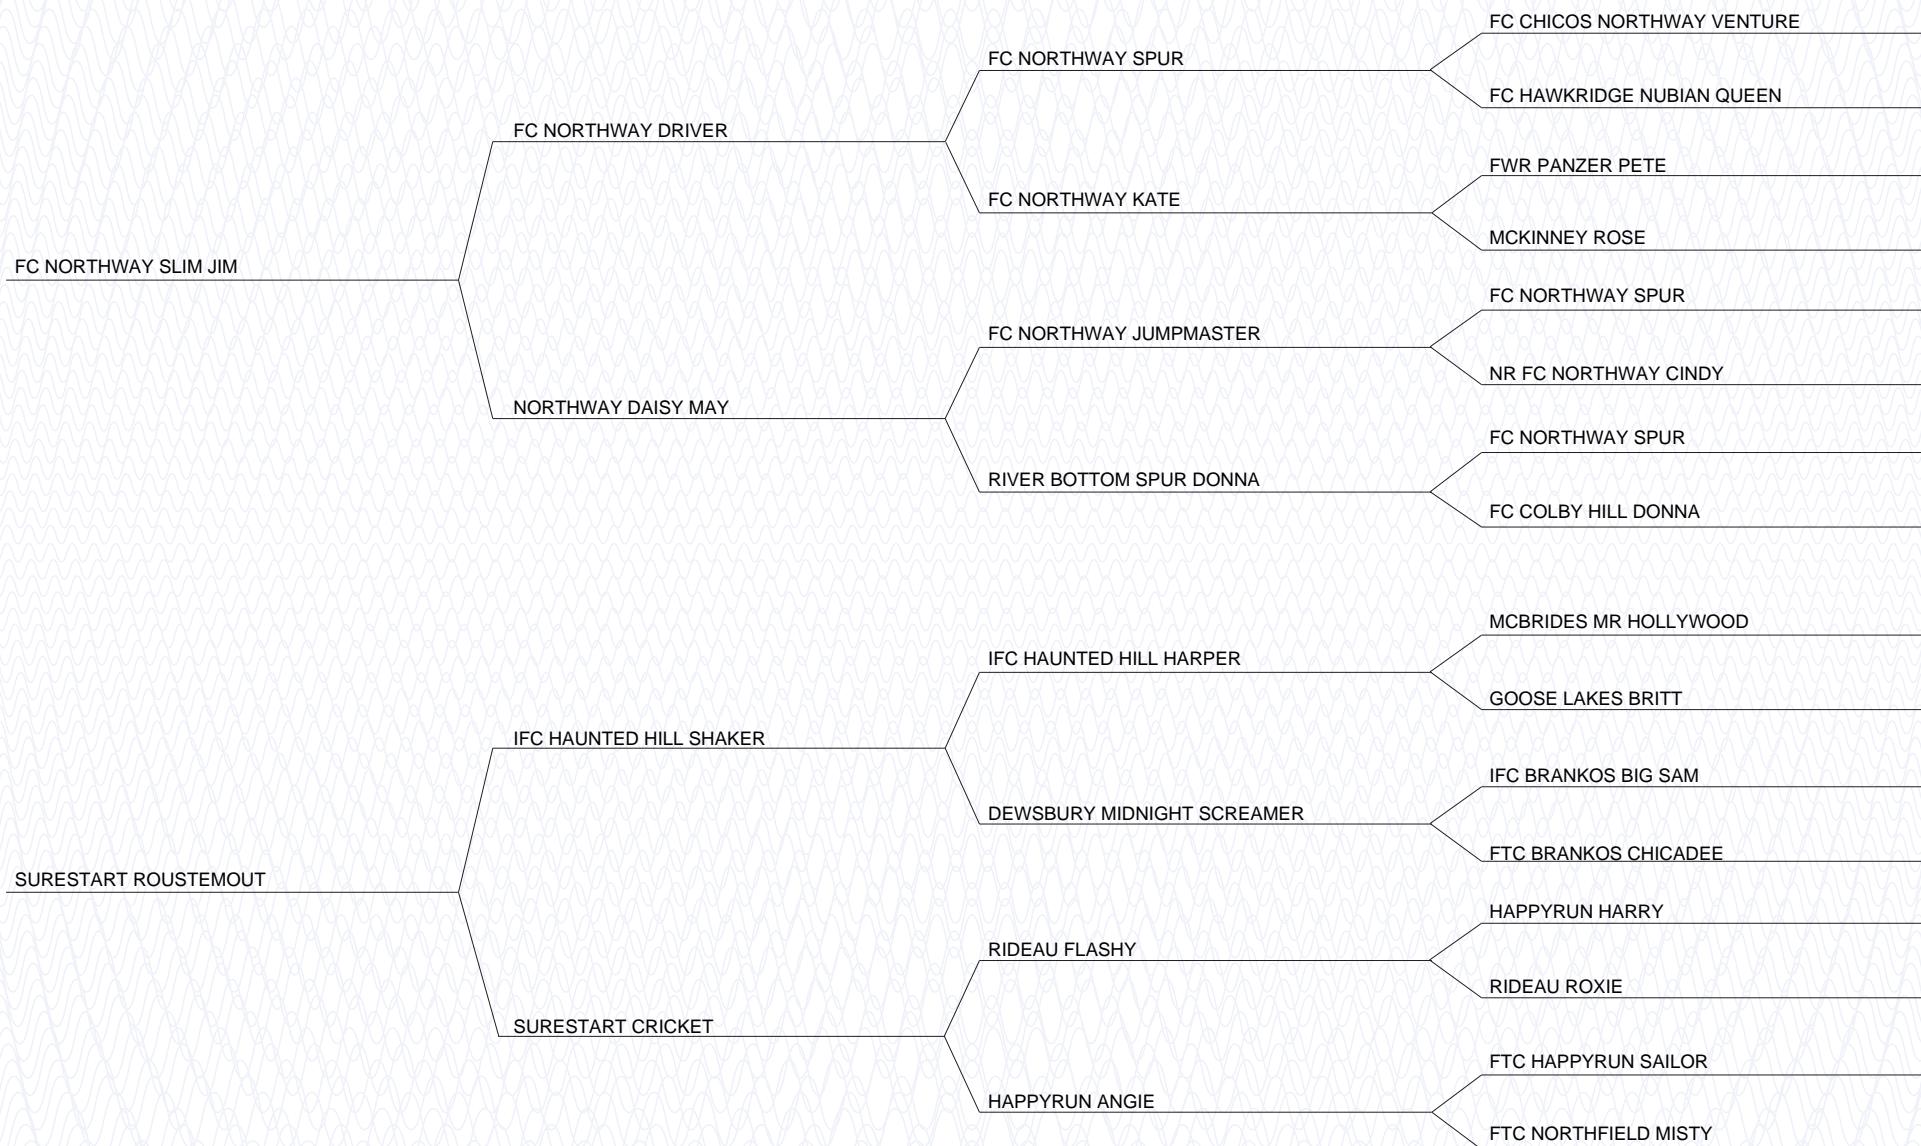 FC NORTHWAY SLIM JIM
FC NORTHWAY DRIVER
FC NORTHWAY SPUR
FC CHICOS NORTHWAY VENTURE
FC HAWKRIDGE NUBIAN QUEEN
FC NORTHWAY KATE
FWR PANZER PETE
MCKINNEY ROSE
NORTHWAY DAISY MAY
FC NORTHWAY JUMPMASTER
FC NORTHWAY SPUR
NR FC NORTHWAY CINDY
RIVER BOTTOM SPUR DONNA
FC NORTHWAY SPUR
FC COLBY HILL DONNA
SURESTART ROUSTEMOUT
IFC HAUNTED HILL SHAKER
IFC HAUNTED HILL HARPER
MCBRIDES MR HOLLYWOOD
GOOSE LAKES BRITT
DEWSBURY MIDNIGHT SCREAMER
IFC BRANKOS BIG SAM
FTC BRANKOS CHICADEE
SURESTART CRICKET
RIDEAU FLASHY
HAPPYRUN HARRY
RIDEAU ROXIE
HAPPYRUN ANGIE
FTC HAPPYRUN SAILOR
FTC NORTHFIELD MISTY